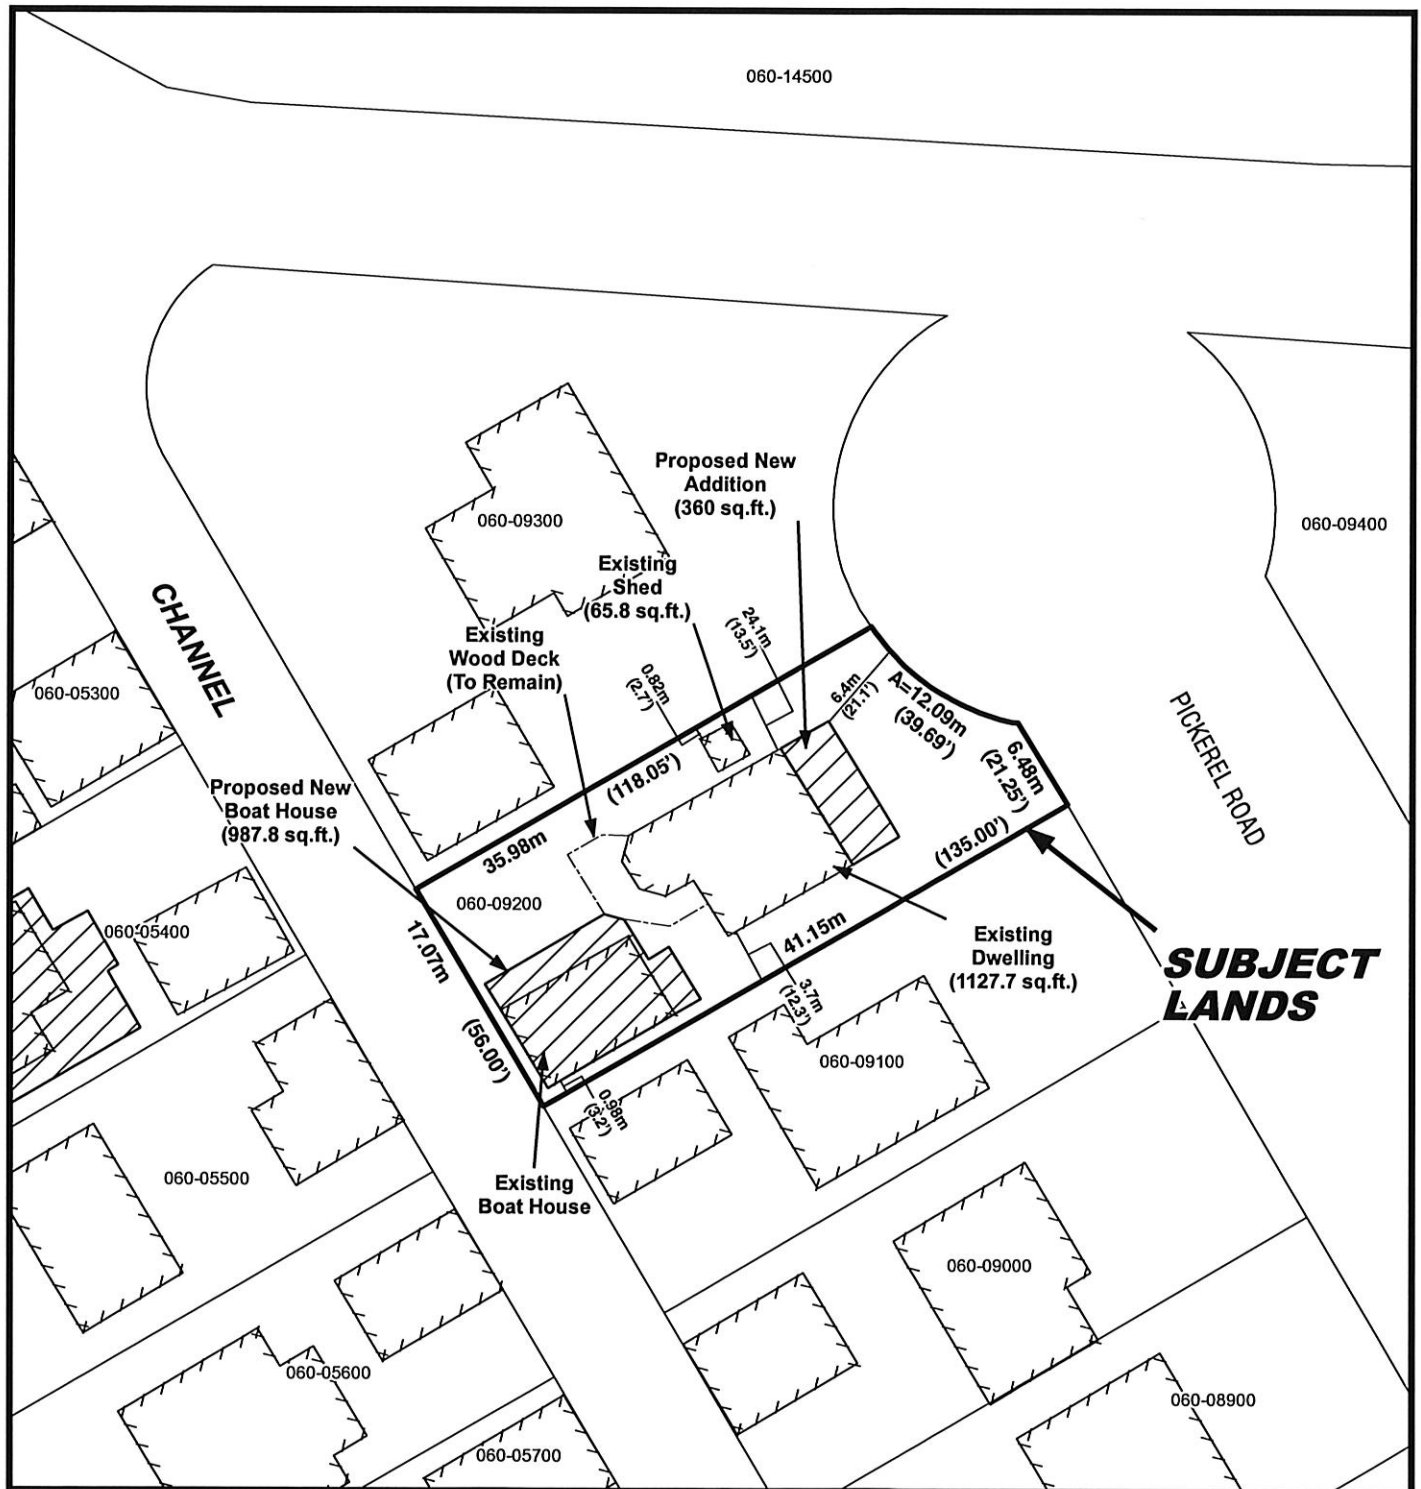 060-14500
Proposed New
Addition
(360 sq.ft.)
060-09300
060-09400
Existing
Shed
(65.8 sq.ft.)
CHANNEL
Existing
Wood Deck
(To Remain)
24.1m
(13.5')
0.82m
(2.7')
6.4m
(21.1')
A=12.09m
(39.69')
6.48m
(21.25')
PICKEREL ROAD
060-05300
(118.05')
35.98m
Proposed New
Boat House
(987.8 sq.ft.)
(135.00')
41.15m
060-09200
060-05400
17.07m
(56.00')
Existing
Dwelling
(1127.7 sq.ft.)
SUBJECT
LANDS
3.7m
(12.3')
060-09100
0.98m
(3.2')
060-05500
Existing
Boat House
060-09000
060-05600
060-08900
060-05700